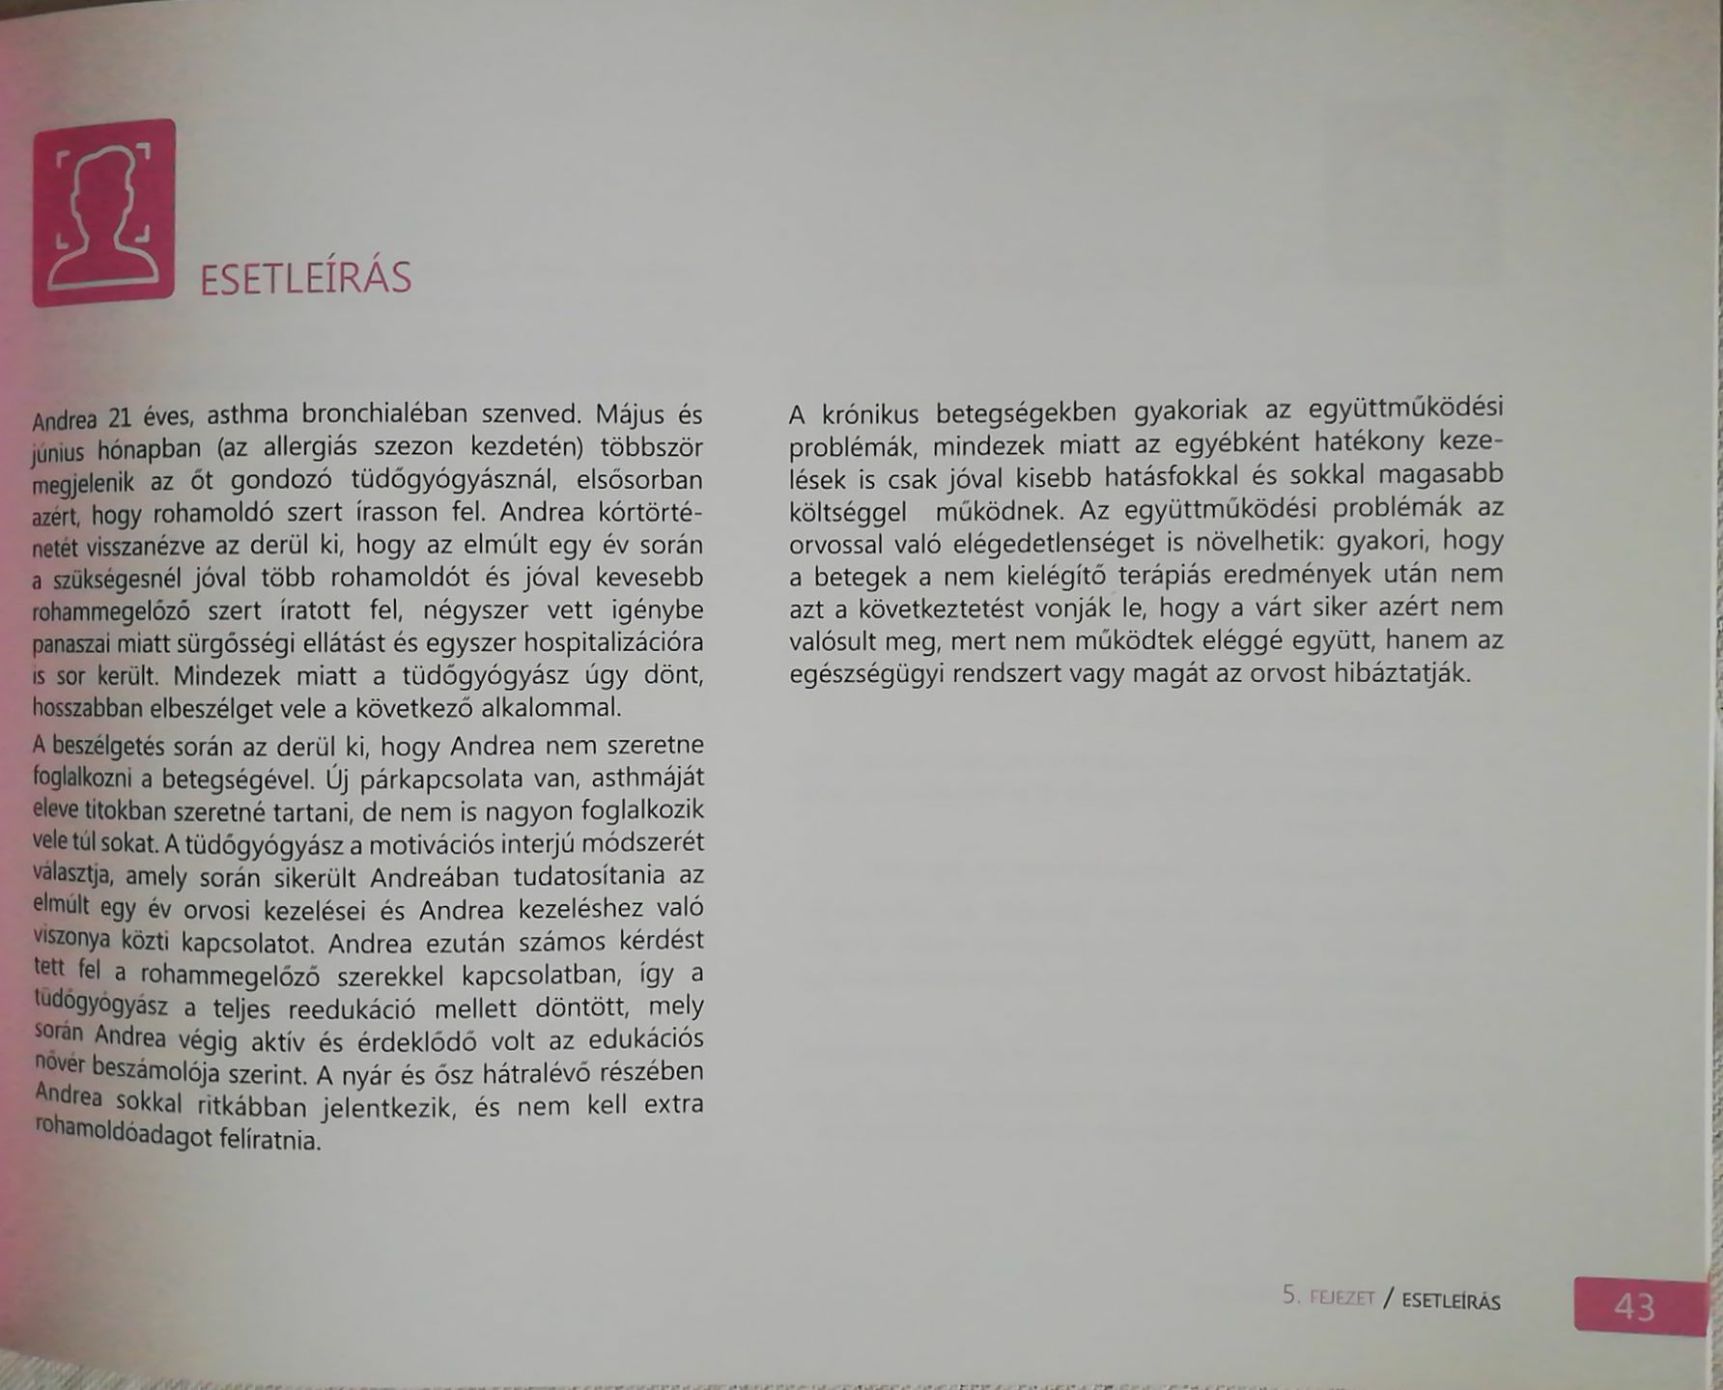 ESETLEÍRÁS
Andrea 21 éves, asthma bronchialéban szenved. Május és
június hónapban (az allergiás szezon kezdetén) többször
megjelenik az őt gondozó tüdőgyógyásznál, elsősorban
azért, hogy rohamoldó szert írasson fel. Andrea kórtörté-
netét visszanézve az derül ki, hogy az elmúlt egy év során
a szükségesnél jóval több rohamoldót és jóval kevesebb
rohammegelőző szert íratott fel, négyszer vett igénybe
panaszai miatt sürgősségi ellátást és egyszer hospitalizációra
is sor került. Mindezek miatt a tüdőgyógyász úgy dönt,
hosszabban elbeszélget vele a következő alkalommal.
A beszélgetés során az derül ki, hogy Andrea nem szeretne
foglalkozni a betegségével. Új párkapcsolata van, asthmáját
eleve titokban szeretné tartani, de nem is nagyon foglalkozik
vele túl sokat. A tüdőgyógyász a motivációs interjú módszerét
választja, amely során sikerült Andreában tudatosítania az
elmúlt egy év orvosi kezelései és Andrea kezeléshez való
viszonya közti kapcsolatot. Andrea ezután számos kérdést
tett fel a rohammegelőző szerekkel kapcsolatban, így a
tüdőgyógyász a teljes reedukáció mellett döntött, mely
során Andrea végig aktív és érdeklődő volt az edukációs
nővér beszámolója szerint. A nyár és ősz hátralévő részében
Andrea sokkal ritkábban jelentkezik, és nem kell extra
rohamoldóadagot felíratnia.
A krónikus betegségekben gyakoriak az együttműködési
problémák, mindezek miatt az egyébként hatékony keze-
lések is csak jóval kisebb hatásfokkal és sokkal magasabb
költséggel működnek. Az együttműködési problémák az
orvossal való elégedetlenséget is növelhetik: gyakori, hogy
a betegek a nem kielégítő terápiás eredmények után nem
azt a következtetést vonják le, hogy a várt siker azért nem
valósult meg, mert nem működtek eléggé együtt, hanem az
egészségügyi rendszert vagy magát az orvost hibáztatják.
5. FEJEZET / ESETLEÍRÁS
43